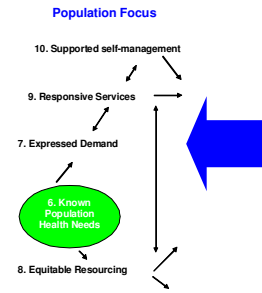 Population Focus
10. Supported self-management
9. Responsive Services
7. Expressed Demand
6. Known
Population
Health Needs
8. Equitable Resourcing